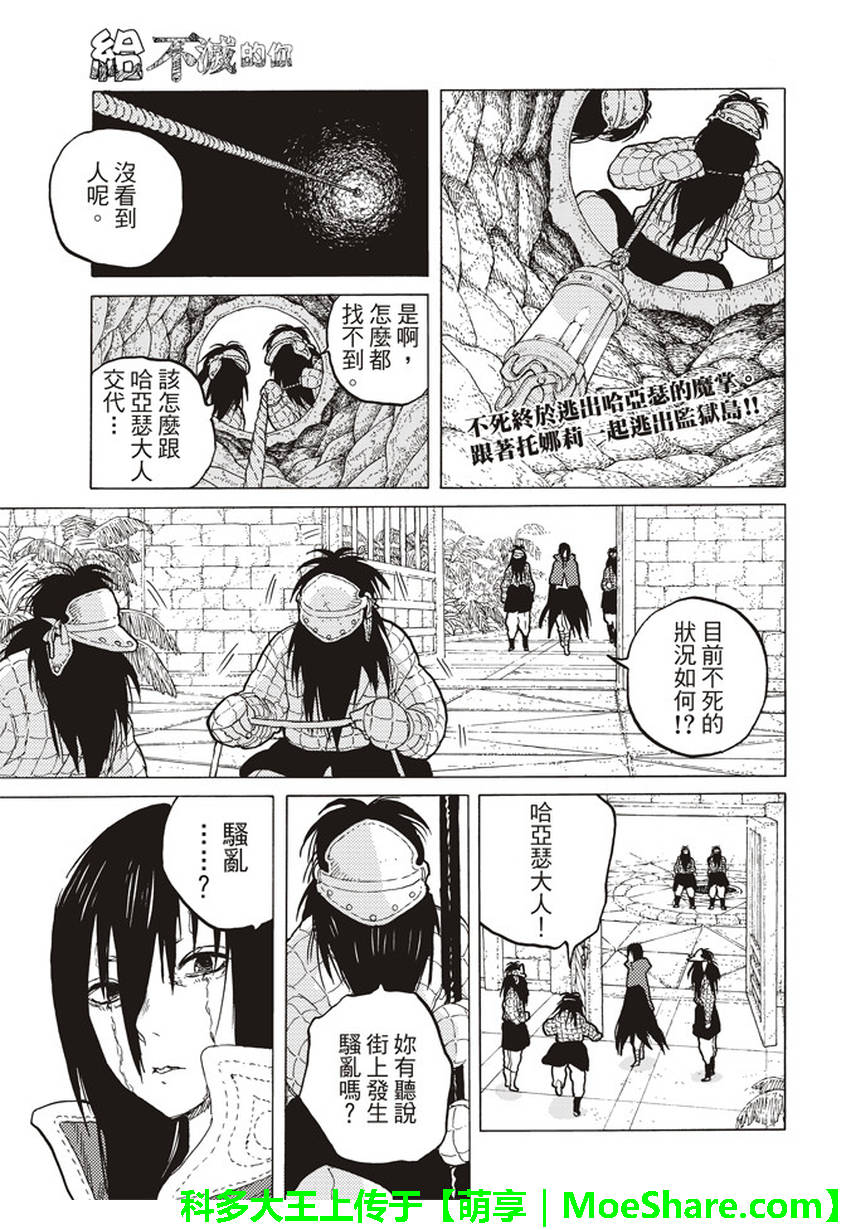 給不滅的你
不死終於逃出哈亞瑟的魔掌。
跟著托娜莉一起逃出監獄島!!
沒看到
人呢。
是啊，
怎麼都
找不到。
該怎麼跟
哈亞瑟大人
交代…
目前不死的
狀況如何!?
哈亞瑟大人！
妳有聽說
街上發生
騷亂嗎？
騷亂
……？
科多大王上传于【萌享｜MoeShare.com】